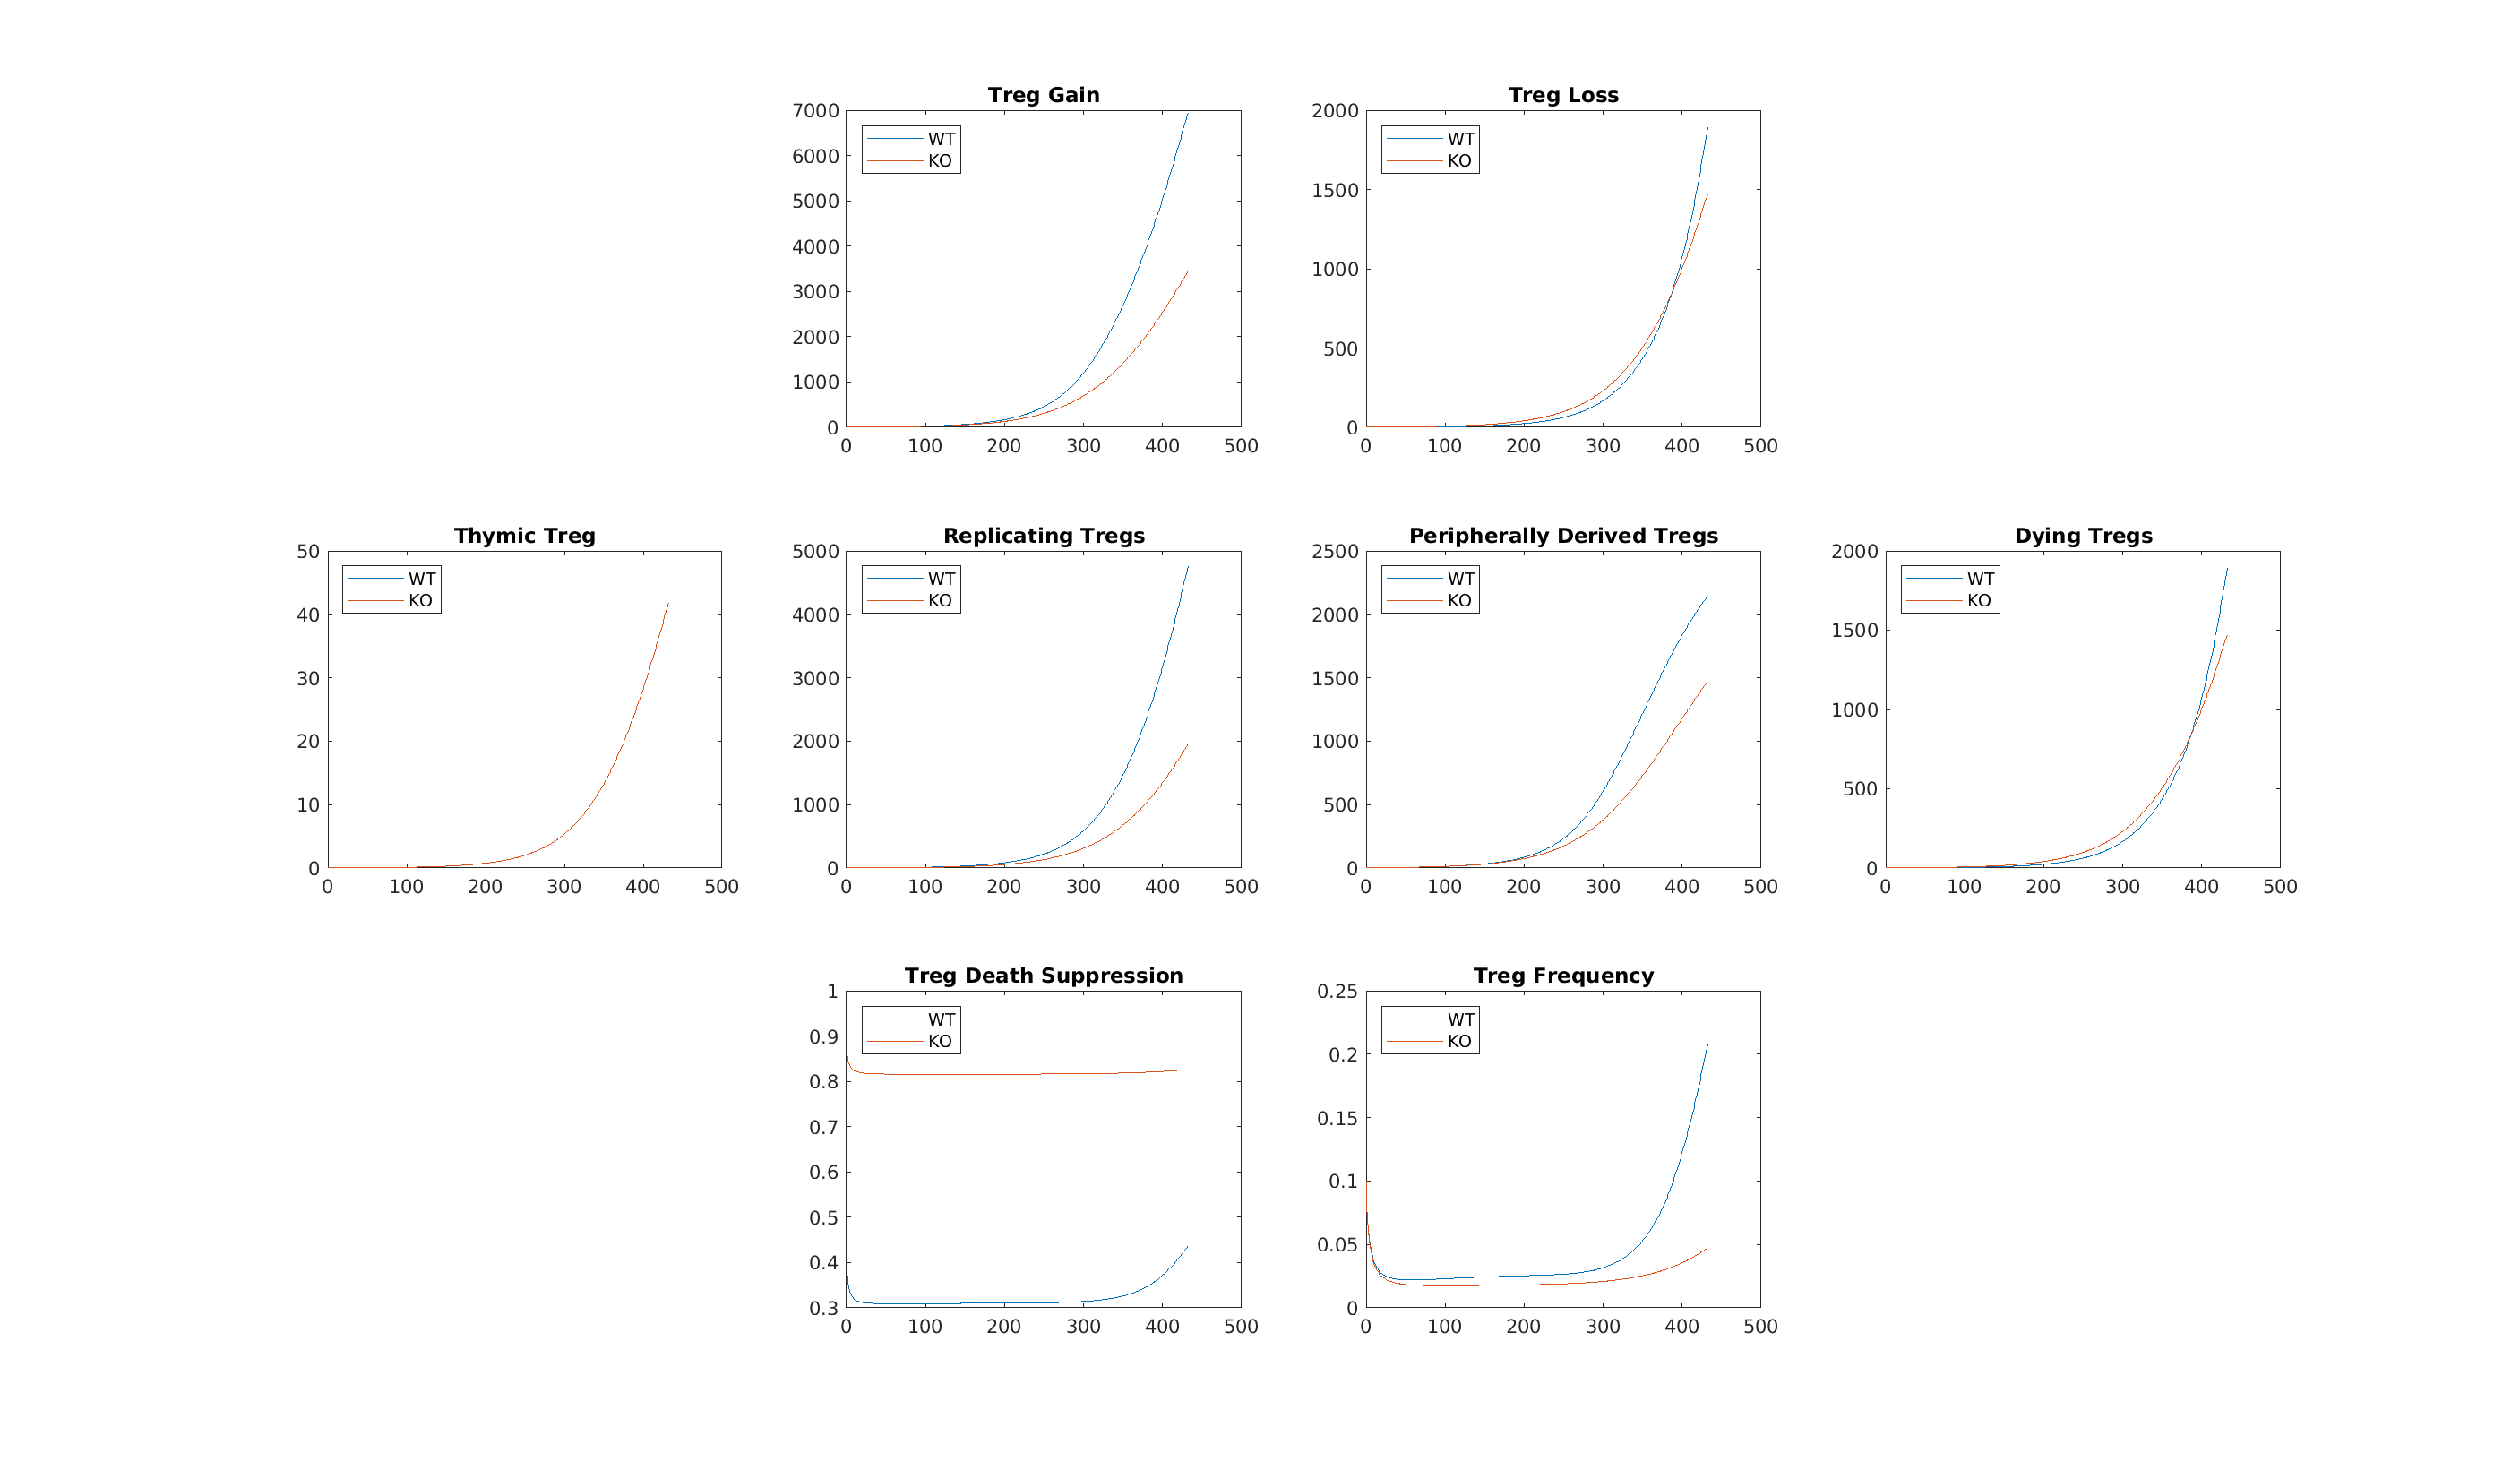 Treg Gain
7000
6000
5000
4000
3000
2000
1000
0
0 100 200 300 400 500
WT
KO
Treg Loss
2000
1500
1000
500
0
0 100 200 300 400 500
WT
KO
Thymic Treg
50
40
30
20
10
0
0 100 200 300 400 500
WT
KO
Replicating Tregs
5000
4000
3000
2000
1000
0
0 100 200 300 400 500
WT
KO
Peripherally Derived Tregs
2500
2000
1500
1000
500
0
0 100 200 300 400 500
WT
KO
Dying Tregs
2000
1500
1000
500
0
0 100 200 300 400 500
WT
KO
Treg Death Suppression
1
0.9
0.8
0.7
0.6
0.5
0.4
0.3
0 100 200 300 400 500
WT
KO
Treg Frequency
0.25
0.2
0.15
0.1
0.05
0
0 100 200 300 400 500
WT
KO